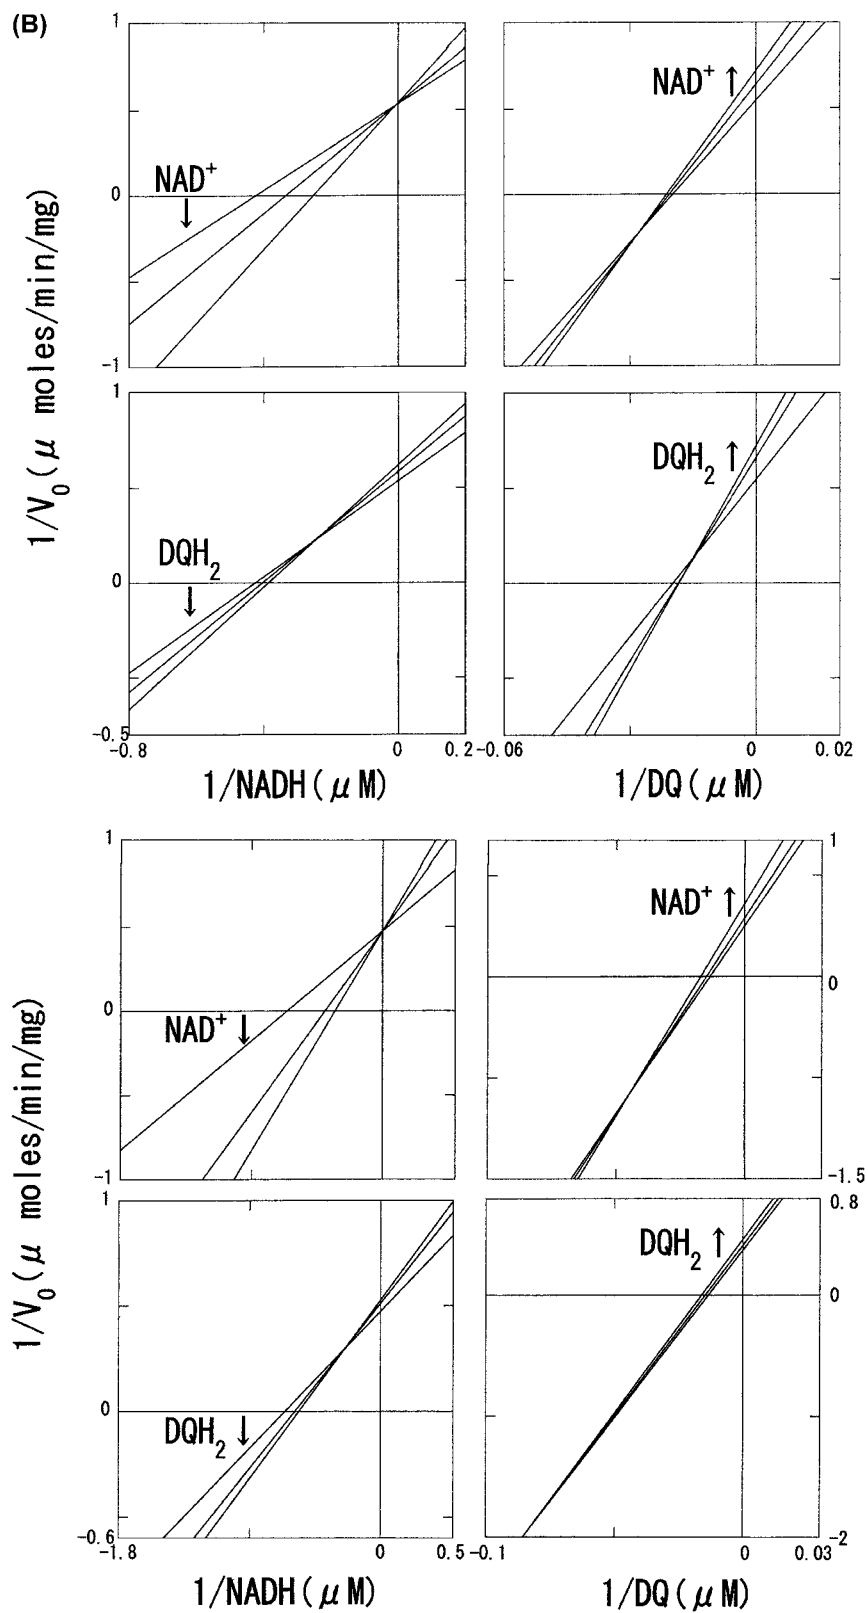 (B)
1/V0 (μ moles/min/mg)
1
0
-1
NAD+ ↓
NAD+ ↑
1
0
-0.5
DQH2 ↓
DQH2 ↑
-0.8 0 0.2
-0.06 0 0.02
1/NADH (μM)
1/DQ (μM)
1/V0 (μ moles/min/mg)
1
0
-1
NAD+ ↓
NAD+ ↑
1
0
-1.5
1
0
-0.6
DQH2 ↓
DQH2 ↑
0.8
0
-2
-1.8 0 0.5
-0.1 0 0.03
1/NADH (μM)
1/DQ (μM)